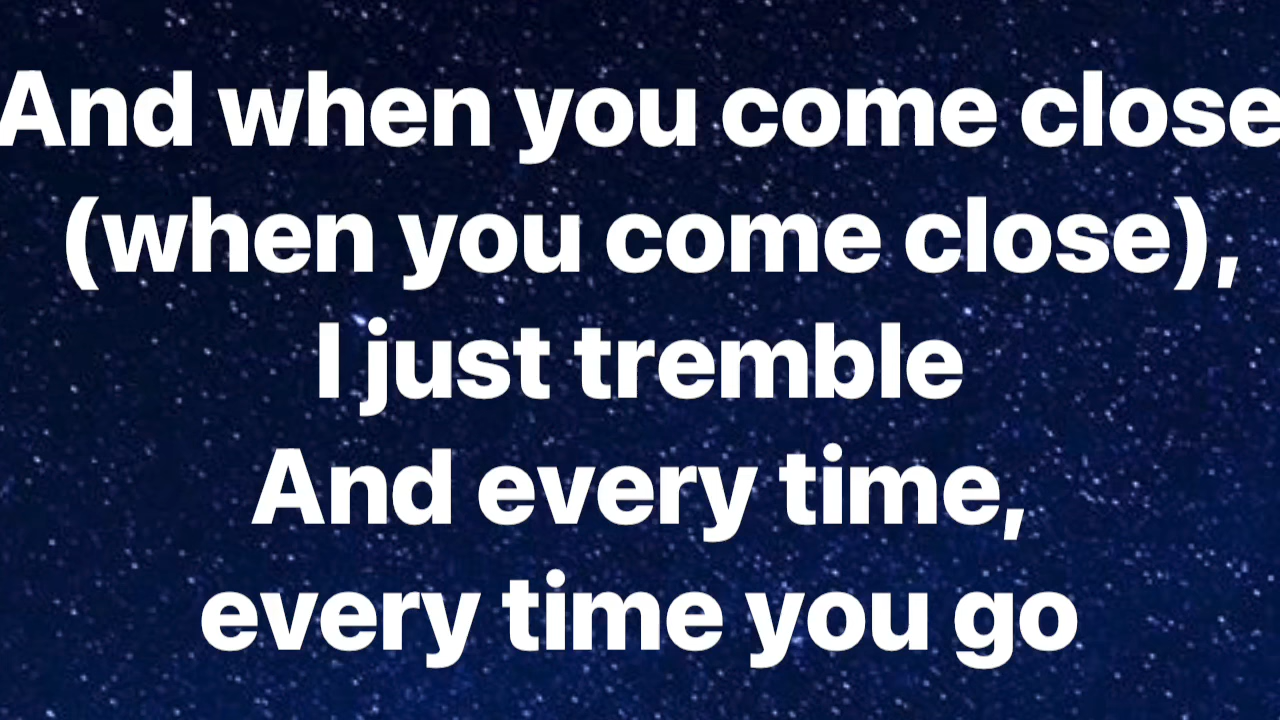 And when you come close
(when you come close),
I just tremble
And every time,
every time you go